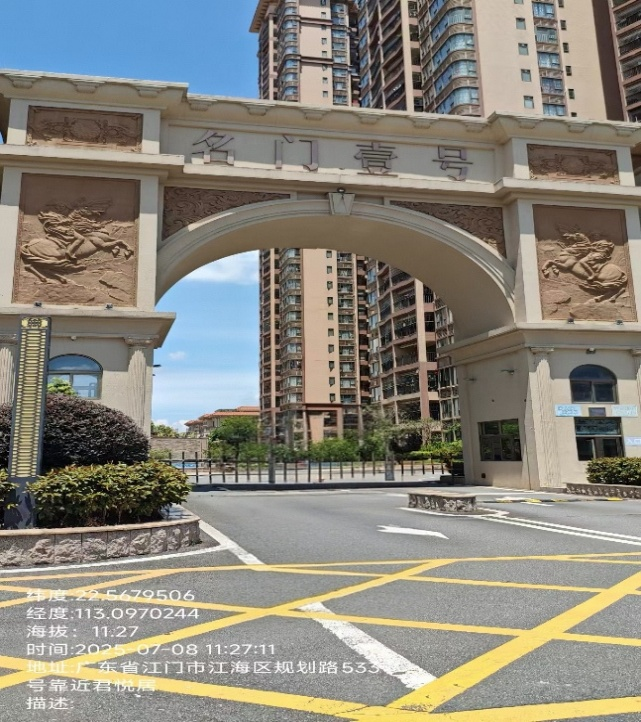 名门壹号
纬度:22.5679506
经度:113.0970244
海拔：11.27
时间:2025-07-08 11:27:11
地址:广东省江门市江海区规划路533
号靠近君悦居
描述: